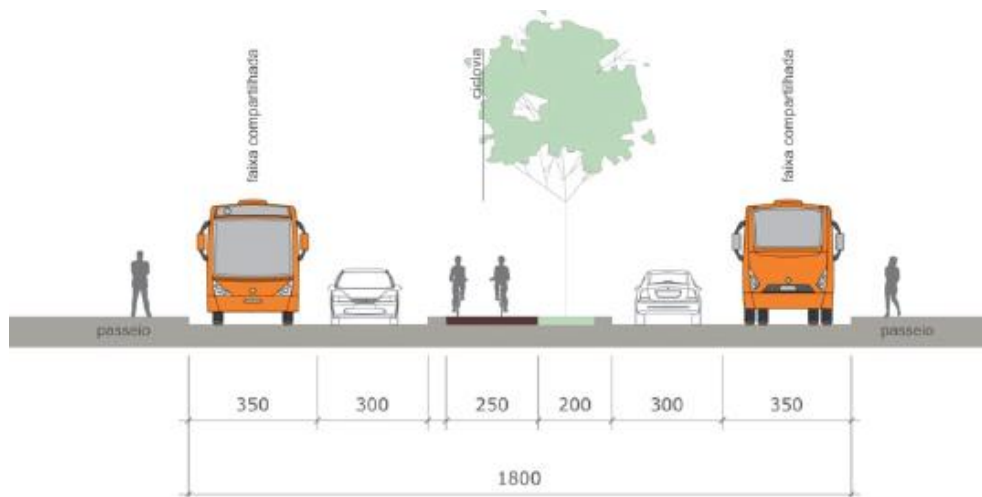 faixa compartilhada
ciclovia
faixa compartilhada
passeio
passeio
350
300
250
200
300
350
1800